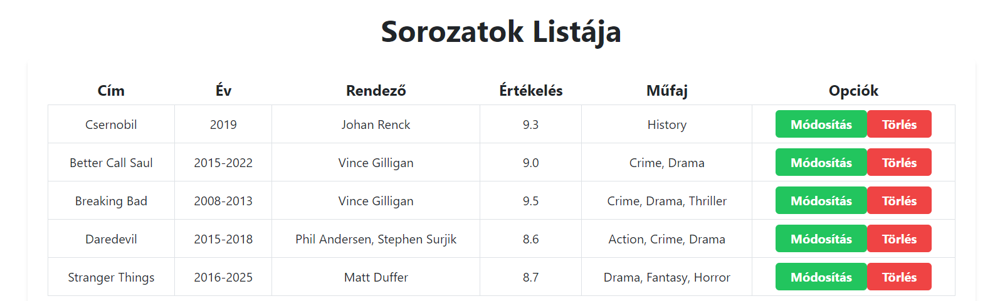 Sorozatok Listája
Cím Év Rendező Értékelés Műfaj Opciók
Csernobil 2019 Johan Renck 9.3 History Módosítás Törlés
Better Call Saul 2015-2022 Vince Gilligan 9.0 Crime, Drama Módosítás Törlés
Breaking Bad 2008-2013 Vince Gilligan 9.5 Crime, Drama, Thriller Módosítás Törlés
Daredevil 2015-2018 Phil Andersen, Stephen Surjik 8.6 Action, Crime, Drama Módosítás Törlés
Stranger Things 2016-2025 Matt Duffer 8.7 Drama, Fantasy, Horror Módosítás Törlés